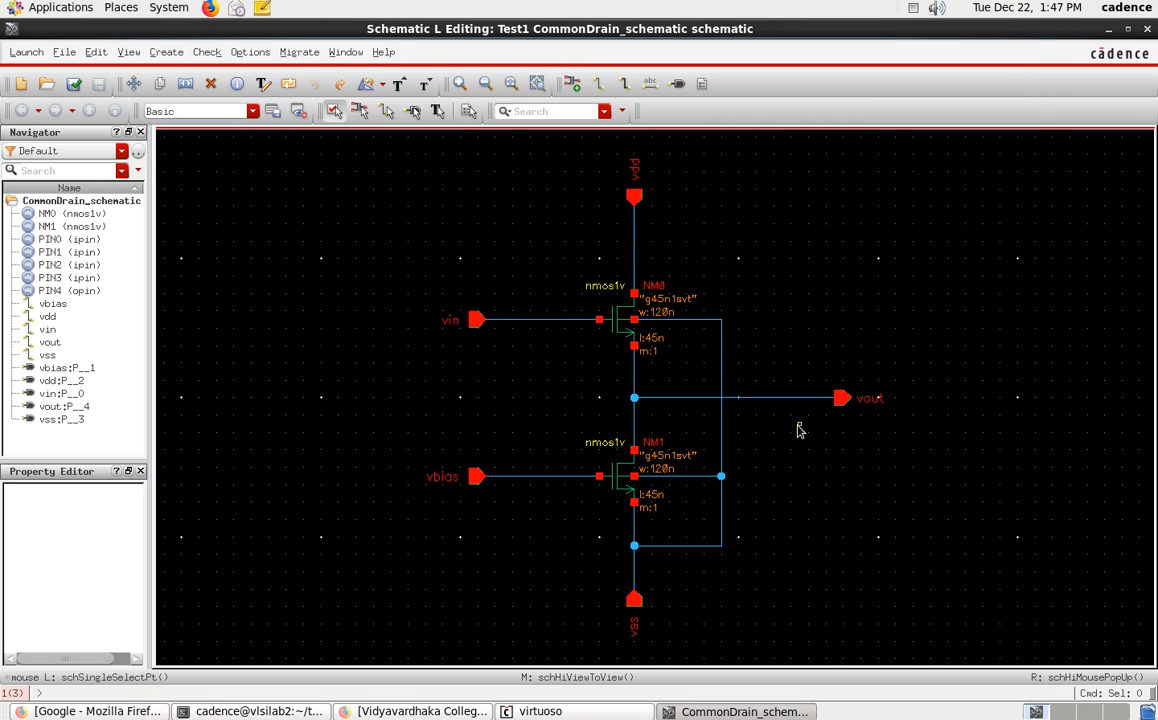 Applications Places System Tue Dec 22, 1:47 PM cadence
Schematic L Editing: Test1 CommonDrain_schematic schematic
Launch File Edit View Create Check Options Migrate Window Help cādence
Basic Search
Navigator
Default
Search
Name
CommonDrain_schematic
NM0 (nmos1v)
NM1 (nmos1v)
PIN0 (ipin)
PIN1 (ipin)
PIN2 (ipin)
PIN3 (ipin)
PIN4 (opin)
vbias
vdd
vin
vout
vss
vbias:P__1
vdd:P__2
vin:P__0
vout:P__4
vss:P__3
Property Editor
vdd
nmos1v NM0
"g45n1svt"
w:120n
vin
l:45n
m:1
vout
nmos1v NM1
"g45n1svt"
w:120n
vbias
l:45n
m:1
vss
mouse L: schSingleSelectPt() M: schHiViewToView() R: schHiMousePopUp()
1(3) > Cmd: Sel: 0
[Google - Mozilla Firef... cadence@vlsilab2:~/t... [Vidyavardhaka Colleg... virtuoso CommonDrain_schem...